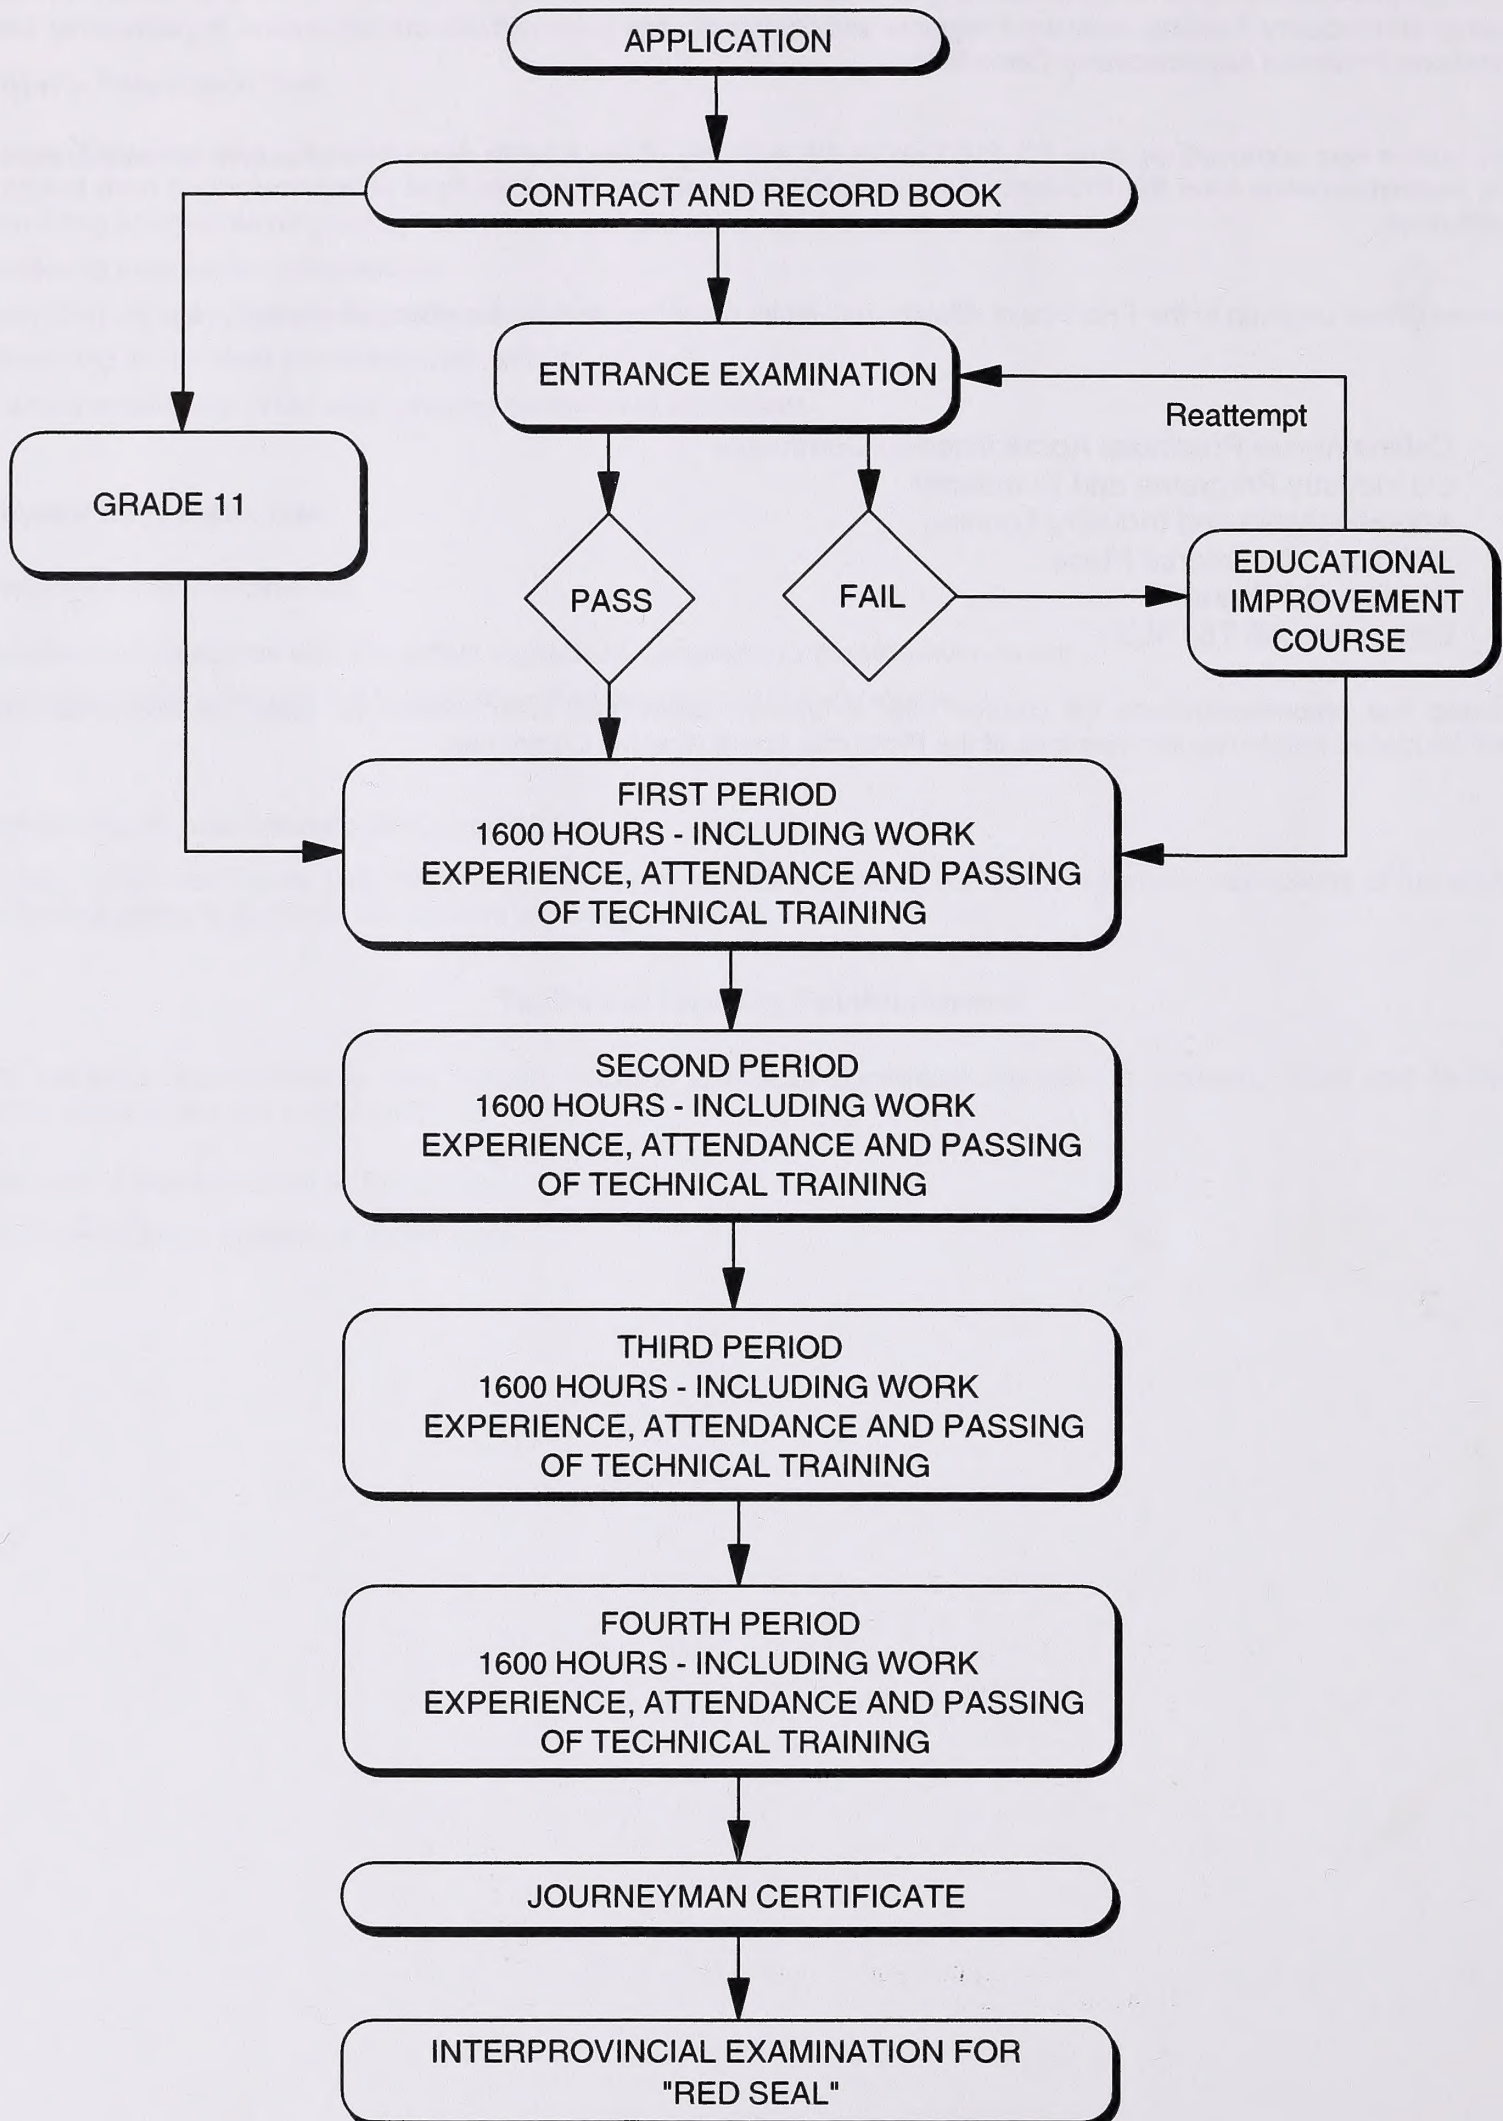 APPLICATION
CONTRACT AND RECORD BOOK
ENTRANCE EXAMINATION
Reattempt
GRADE 11
PASS
FAIL
EDUCATIONAL
IMPROVEMENT
COURSE
FIRST PERIOD
1600 HOURS - INCLUDING WORK
EXPERIENCE, ATTENDANCE AND PASSING
OF TECHNICAL TRAINING
SECOND PERIOD
1600 HOURS - INCLUDING WORK
EXPERIENCE, ATTENDANCE AND PASSING
OF TECHNICAL TRAINING
THIRD PERIOD
1600 HOURS - INCLUDING WORK
EXPERIENCE, ATTENDANCE AND PASSING
OF TECHNICAL TRAINING
FOURTH PERIOD
1600 HOURS - INCLUDING WORK
EXPERIENCE, ATTENDANCE AND PASSING
OF TECHNICAL TRAINING
JOURNEYMAN CERTIFICATE
INTERPROVINCIAL EXAMINATION FOR
"RED SEAL"